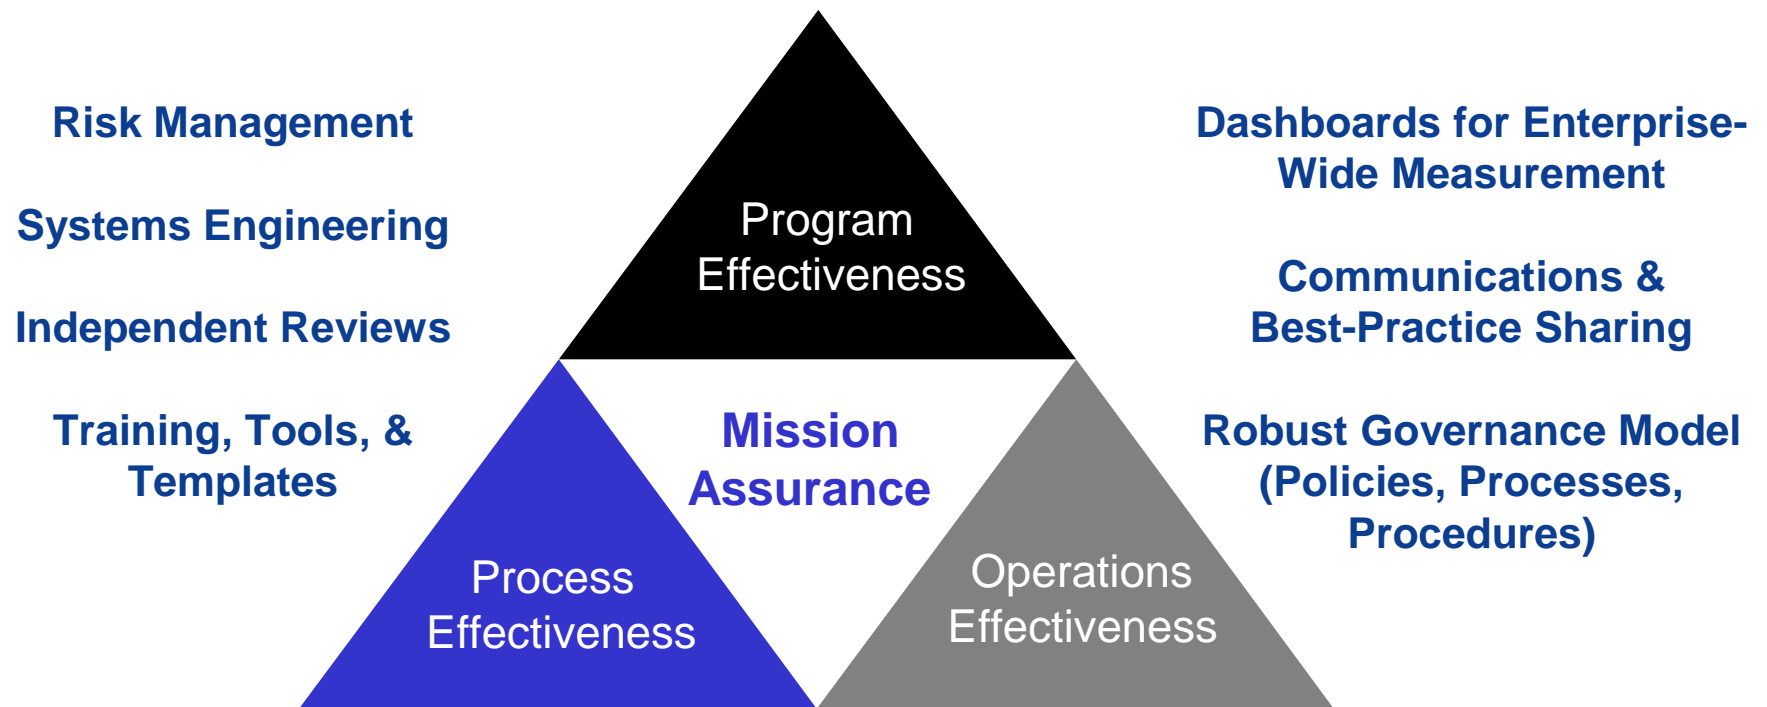 Risk Management
Systems Engineering
Independent Reviews
Training, Tools, &
Templates
Program
Effectiveness
Mission
Assurance
Process
Effectiveness
Operations
Effectiveness
Dashboards for Enterprise-
Wide Measurement
Communications &
Best-Practice Sharing
Robust Governance Model
(Policies, Processes,
Procedures)